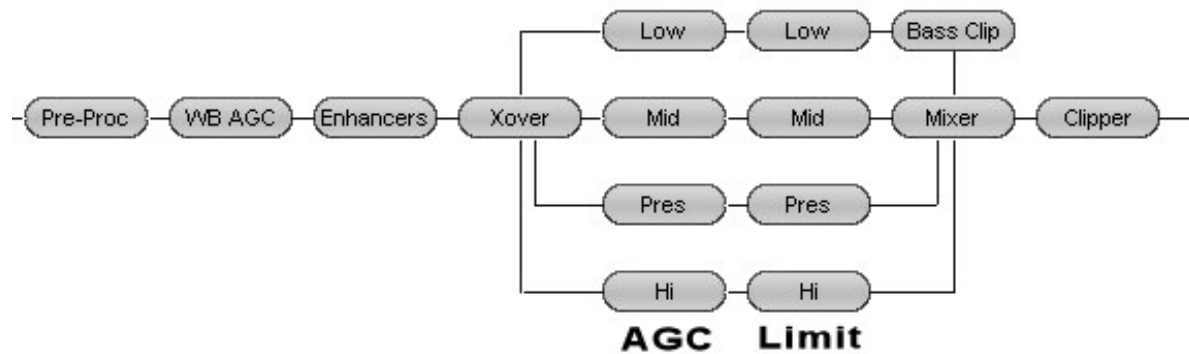 Low Low Bass Clip
Pre-Proc WB AGC Enhancers Xover Mid Mid Mixer Clipper
Pres Pres
Hi Hi
AGC Limit